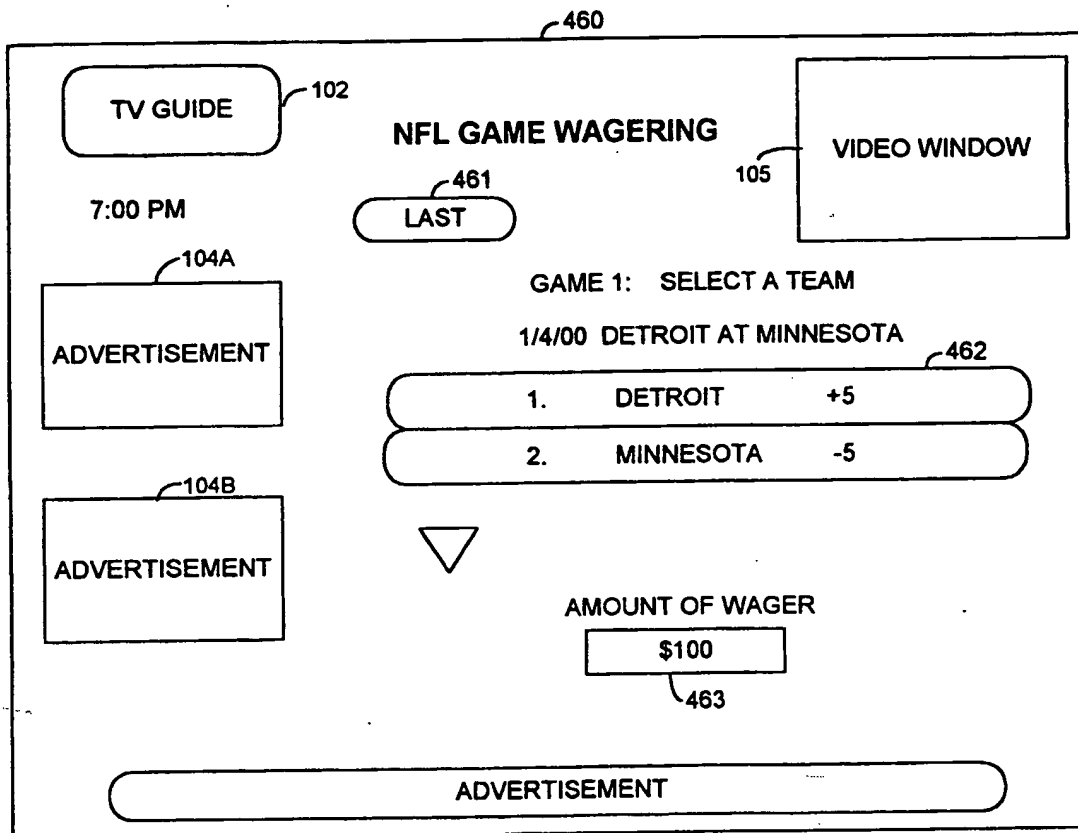 460
TV GUIDE
102
NFL GAME WAGERING
105
VIDEO WINDOW
7:00 PM
461
LAST
104A
ADVERTISEMENT
GAME 1: SELECT A TEAM
1/4/00 DETROIT AT MINNESOTA
462
1. DETROIT +5
2. MINNESOTA -5
104B
ADVERTISEMENT
AMOUNT OF WAGER
$100
463
ADVERTISEMENT